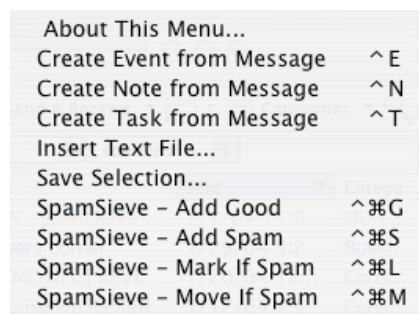 About This Menu...
Create Event from Message ^E
Create Note from Message ^N
Create Task from Message ^T
Insert Text File...
Save Selection...
SpamSieve – Add Good ^⌘G
SpamSieve – Add Spam ^⌘S
SpamSieve – Mark If Spam ^⌘L
SpamSieve – Move If Spam ^⌘M